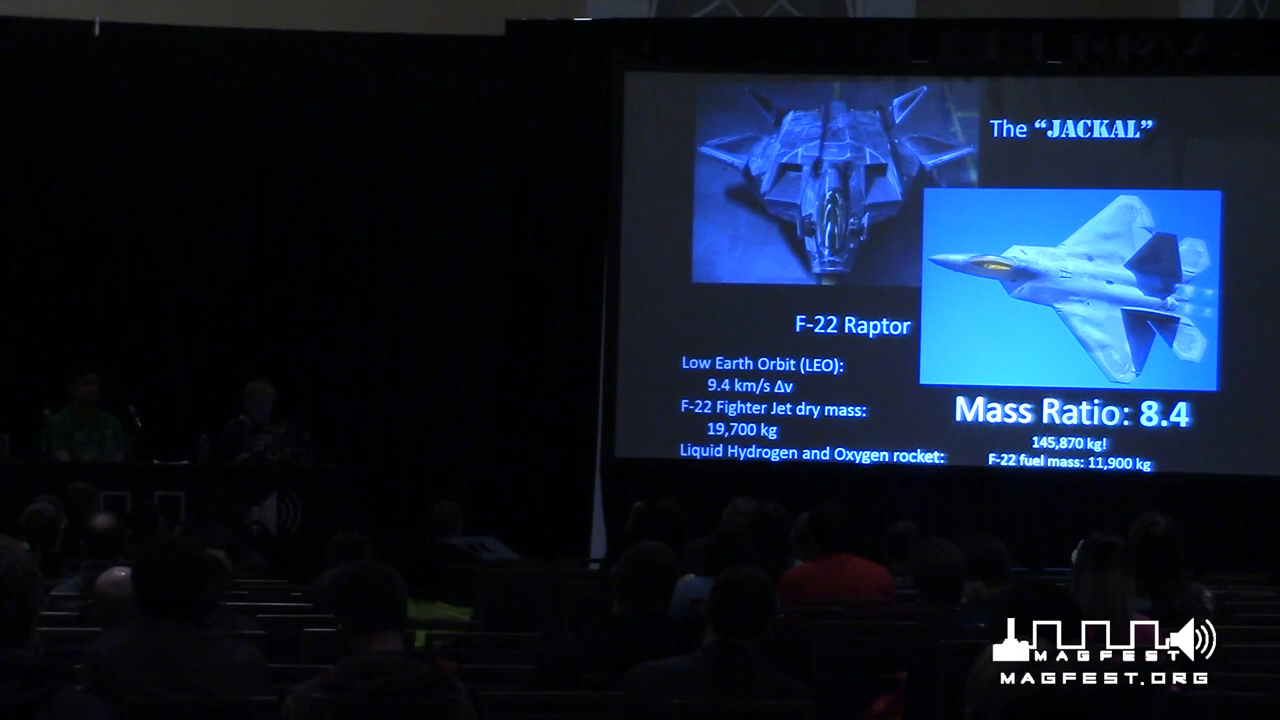 The “JACKAL”
F-22 Raptor
Low Earth Orbit (LEO):
9.4 km/s Δv
F-22 Fighter Jet dry mass:
19,700 kg
Liquid Hydrogen and Oxygen rocket:
Mass Ratio: 8.4
145,870 kg!
F-22 fuel mass: 11,900 kg
MAGFEST
MAGFEST.ORG